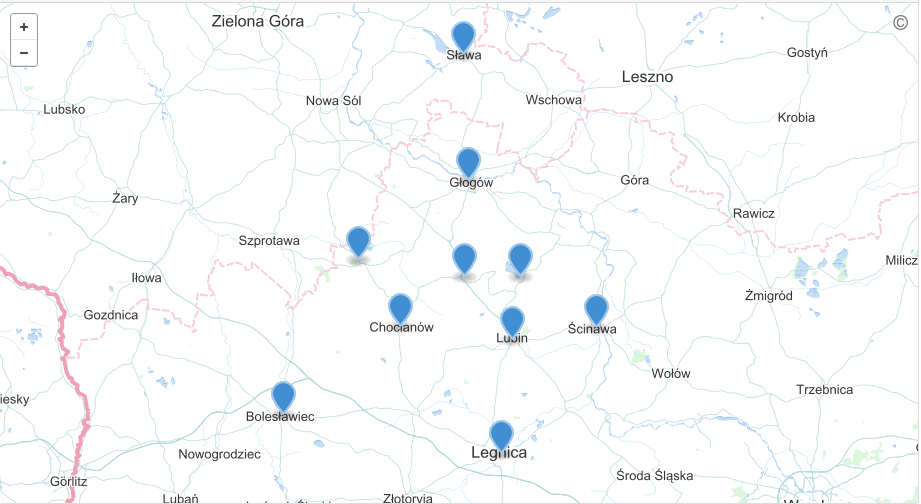 +
Zielona Góra
©
−
Sława
Gostyń
Leszno
Nowa Sól
Wschowa
Lubsko
Krobia
Głogów
Góra
Żary
Rawicz
Szprotawa
Milicz
Iłowa
Żmigród
Gozdnica
Chocianów
Ścinawa
Lubin
Wołów
Trzebnica
iesky
Bolesławiec
Legnica
Nowogrodziec
Środa Śląska
Görlitz
Lubań
Złotoryja